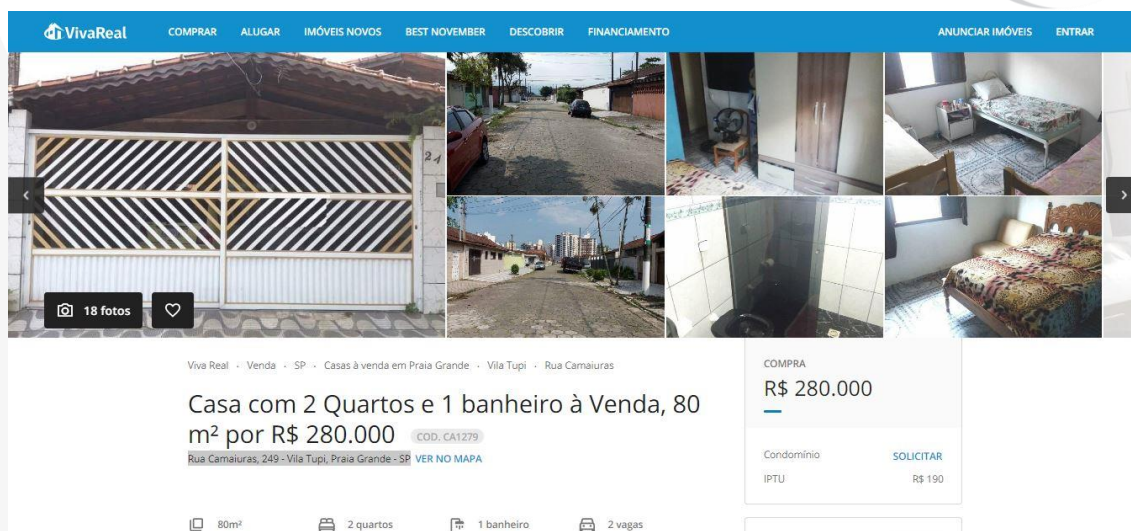 VivaReal COMPRAR ALUGAR IMÓVEIS NOVOS BEST NOVEMBER DESCOBRIR FINANCIAMENTO ANUNCIAR IMÓVEIS ENTRAR
18 fotos
Viva Real · Venda · SP · Casas à venda em Praia Grande · Vila Tupi · Rua Camaiuras
Casa com 2 Quartos e 1 banheiro à Venda, 80
m² por R$ 280.000 COD. CA1279
Rua Camaiuras, 249 - Vila Tupi, Praia Grande - SP VER NO MAPA
80m² 2 quartos 1 banheiro 2 vagas
COMPRA
R$ 280.000
Condomínio SOLICITAR
IPTU R$ 190